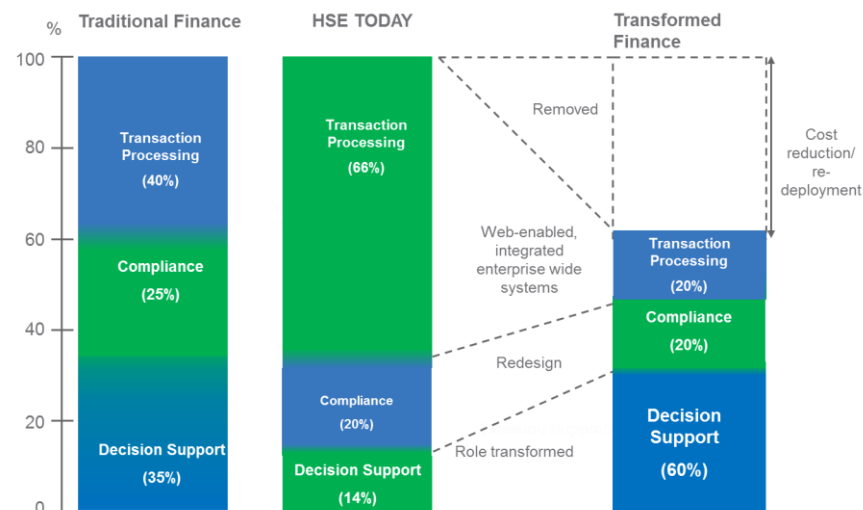 Traditional Finance
HSE TODAY
Transformed
Finance
%
100
80
60
40
20
0
Transaction
Processing
(40%)
Compliance
(25%)
Decision Support
(35%)
Transaction
Processing
(66%)
Compliance
(20%)
Decision Support
(14%)
Removed
Web-enabled,
integrated
enterprise wide
systems
Redesign
Role transformed
Transaction
Processing
(20%)
Compliance
(20%)
Decision
Support
(60%)
Cost
reduction/
re-
deployment